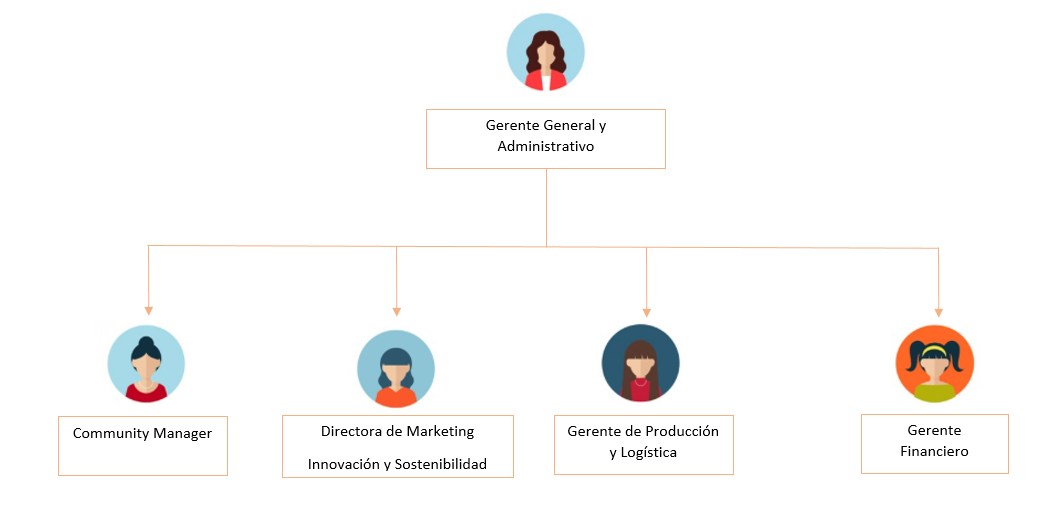 Gerente General y
Administrativo
Community Manager
Directora de Marketing
Innovación y Sostenibilidad
Gerente de Producción
y Logística
Gerente
Financiero